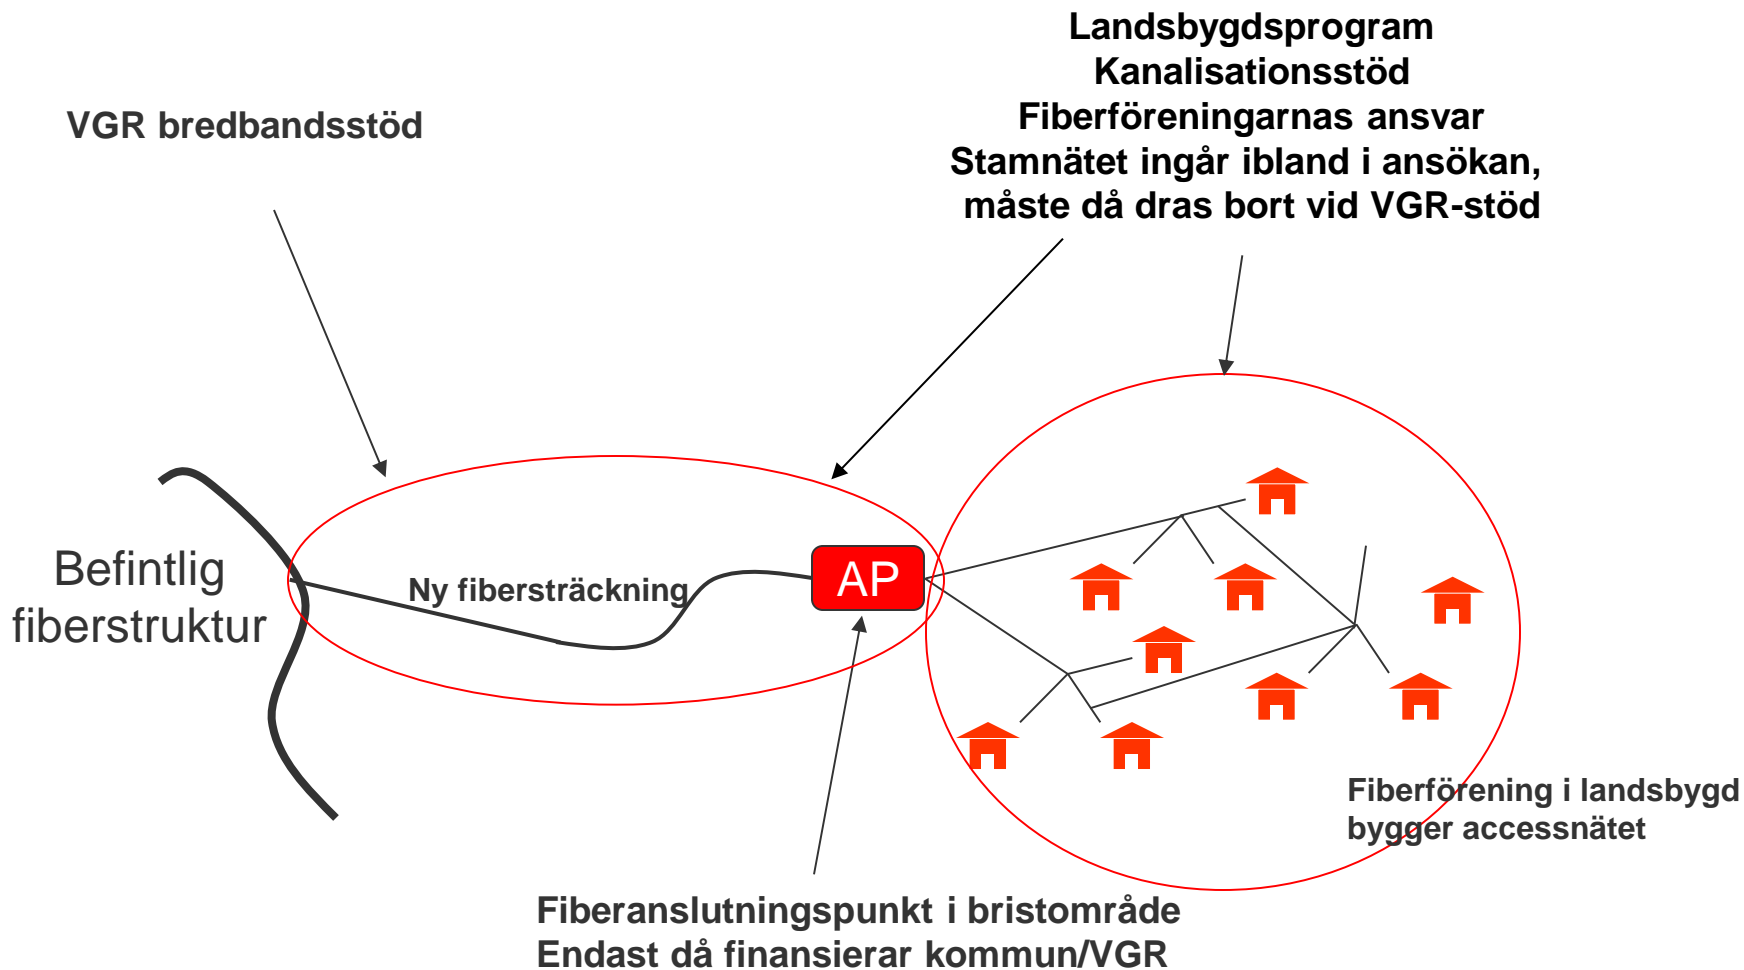 Landsbygdsprogram
Kanalisationsstöd
Fiberföreningarnas ansvar
Stamnätet ingår ibland i ansökan,
måste då dras bort vid VGR-stöd
VGR bredbandsstöd
Befintlig
fiberstruktur
Ny fibersträckning
AP
Fiberförening i landsbygd
bygger accessnätet
Fiberanslutningspunkt i bristområde
Endast då finansierar kommun/VGR